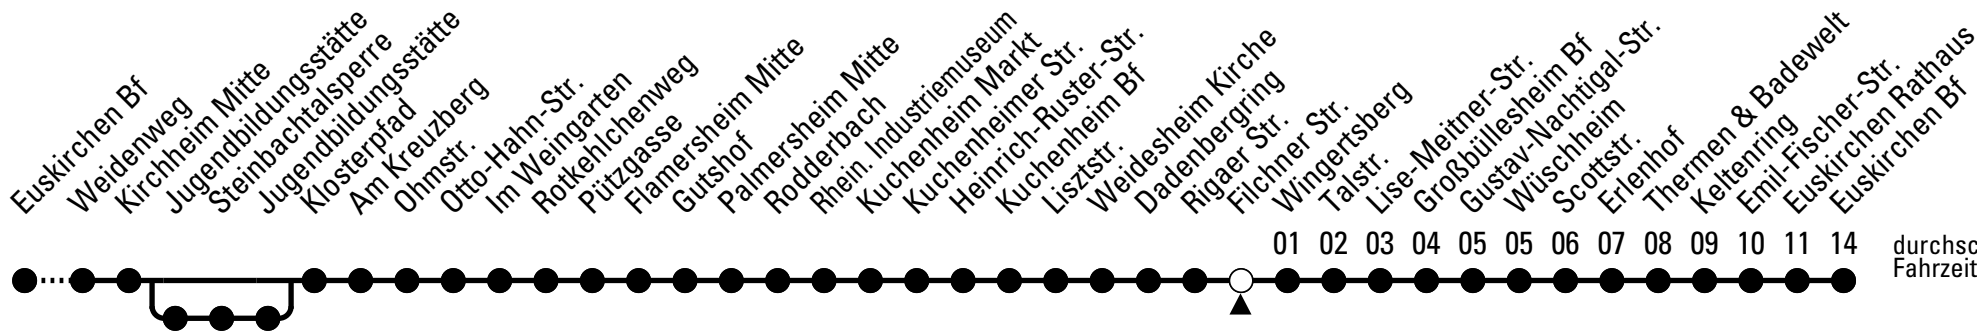 Euskirchen Bf
Weidenweg
Kirchheim Mitte
Jugendbildungsstätte
Steinbachtalsperre
Jugendbildungsstätte
Klosterpfad
Am Kreuzberg
Ohmstr.
Otto-Hahn-Str.
Im Weingarten
Rotkehlchenweg
Pützgasse
Flamersheim Mitte
Gutshof
Palmersheim Mitte
Rodderbach
Rhein. Industriemuseum
Kuchenheim Markt
Kuchenheimer Str.
Heinrich-Ruster-Str.
Kuchenheim Bf
Lisztstr.
Weidesheim Kirche
Dadenbergring
Rigaer Str.
Filchner Str.
Wingertsberg
Talstr.
Lise-Meitner-Str.
Großbüllesheim Bf
Gustav-Nachtigal-Str.
Wüschheim
Scottstr.
Erlenhof
Thermen & Badewelt
Keltenring
Emil-Fischer-Str.
Euskirchen Rathaus
Euskirchen Bf
01 02 03 04 05 05 06 07 08 09 10 11 14
durchsc
Fahrzeit